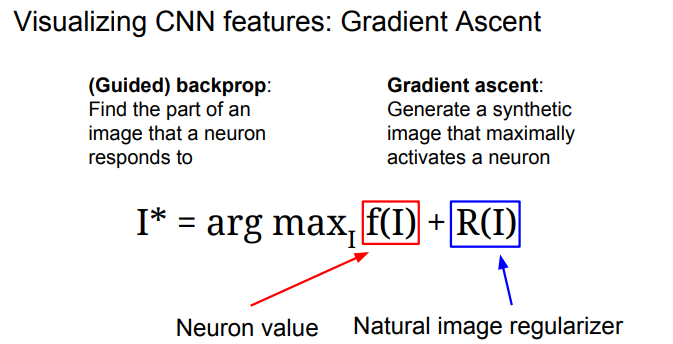 Visualizing CNN features: Gradient Ascent
(Guided) backprop:
Find the part of an
image that a neuron
responds to
Gradient ascent:
Generate a synthetic
image that maximally
activates a neuron
I* = arg max_I f(I) + R(I)
Neuron value
Natural image regularizer